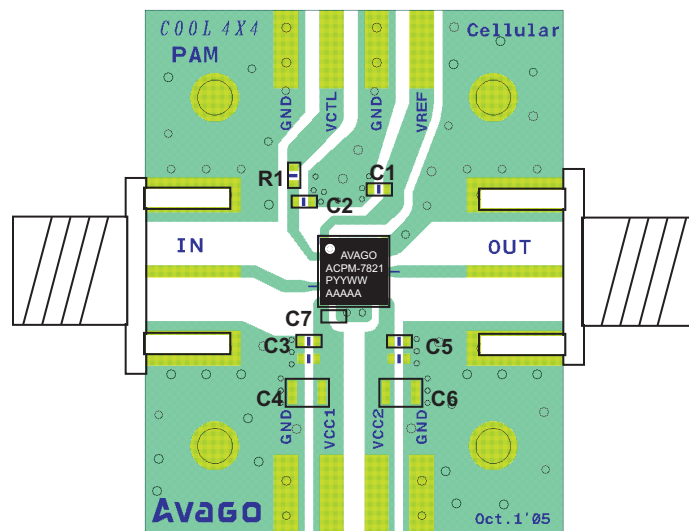 COOL 4X4
Cellular
PAM
GND
VCTL
GND
VREF
R1
C1
C2
IN
OUT
AVAGO
ACPM-7821
PYYWW
AAAAA
C7
C3
C5
C4
C6
GND
VCC1
VCC2
GND
Avago
Oct.1'05